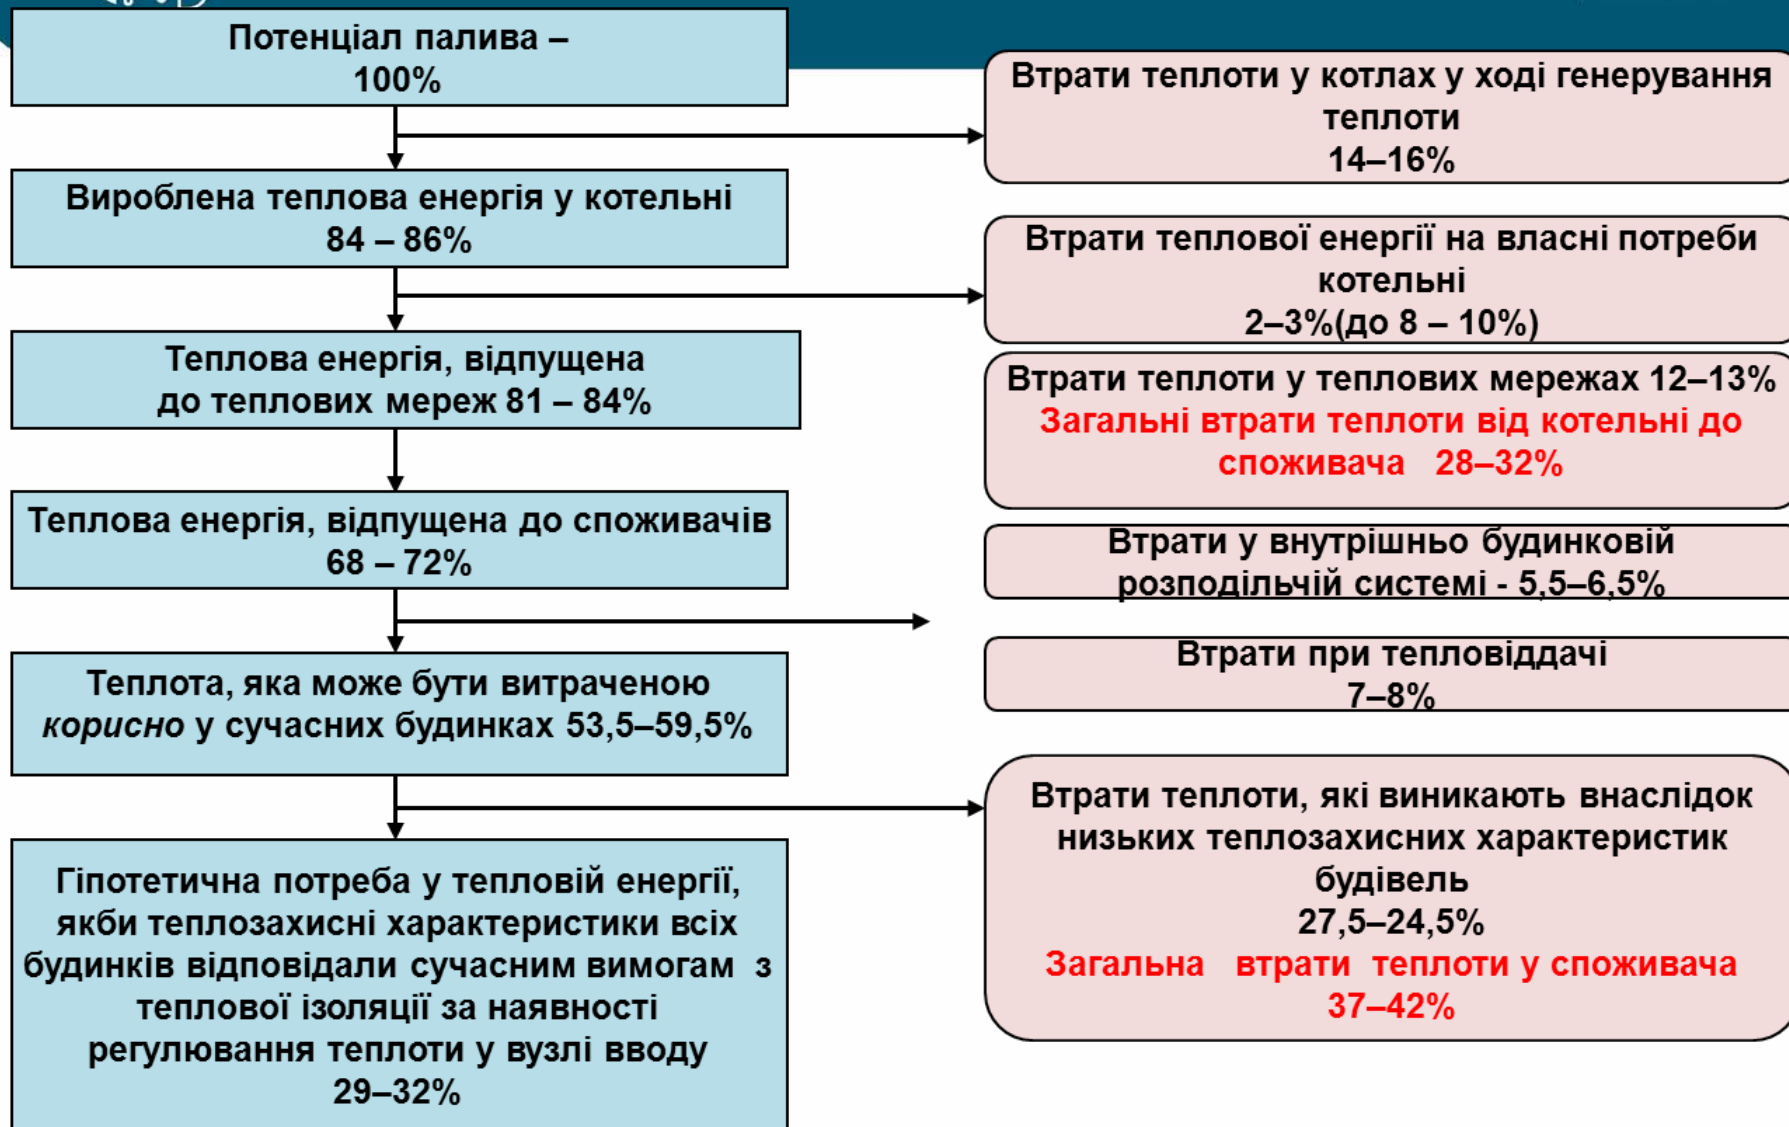 Потенціал палива –
100%
Втрати теплоти у котлах у ході генерування
теплоти
14–16%
Вироблена теплова енергія у котельні
84 – 86%
Втрати теплової енергії на власні потреби
котельні
2–3%(до 8 – 10%)
Теплова енергія, відпущена
до теплових мереж 81 – 84%
Втрати теплоти у теплових мережах 12–13%
Загальні втрати теплоти від котельні до
споживача 28–32%
Теплова енергія, відпущена до споживачів
68 – 72%
Втрати у внутрішньо будинковій
розподільчій системі - 5,5–6,5%
Втрати при тепловіддачі
7–8%
Теплота, яка може бути витраченою
корисно у сучасних будинках 53,5–59,5%
Втрати теплоти, які виникають внаслідок
низьких теплозахисних характеристик
будівель
27,5–24,5%
Загальна втрати теплоти у споживача
37–42%
Гіпотетична потреба у тепловій енергії,
якби теплозахисні характеристики всіх
будинків відповідали сучасним вимогам з
теплової ізоляції за наявності
регулювання теплоти у вузлі вводу
29–32%